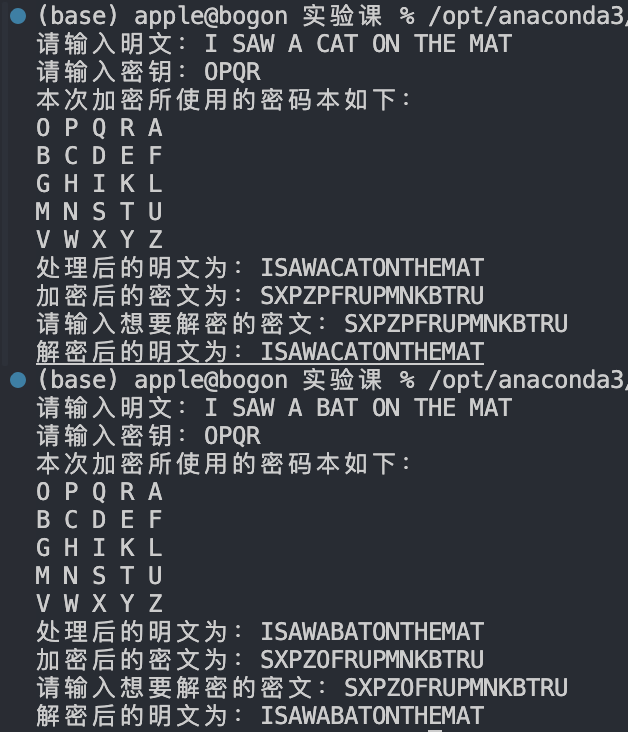 (base) apple@bogon 实验课 % /opt/anaconda3/
请输入明文: I SAW A CAT ON THE MAT
请输入密钥: OPQR
本次加密所使用的密码本如下:
O P Q R A
B C D E F
G H I K L
M N S T U
V W X Y Z
处理后的明文为: ISAWACATONTHEMAT
加密后的密文为: SXPZPFRUPMNKBTRU
请输入想要解密的密文: SXPZPFRUPMNKBTRU
解密后的明文为: ISAWACATONTHEMAT
(base) apple@bogon 实验课 % /opt/anaconda3/
请输入明文: I SAW A BAT ON THE MAT
请输入密钥: OPQR
本次加密所使用的密码本如下:
O P Q R A
B C D E F
G H I K L
M N S T U
V W X Y Z
处理后的明文为: ISAWABATONTHEMAT
加密后的密文为: SXPZOFRUPMNKBTRU
请输入想要解密的密文: SXPZOFRUPMNKBTRU
解密后的明文为: ISAWABATONTHEMAT